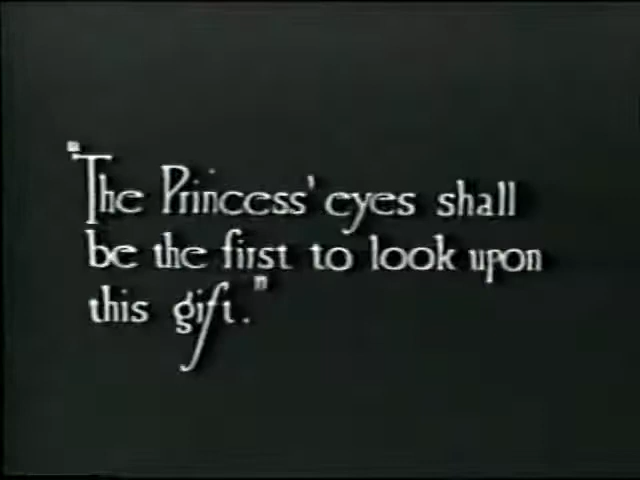 "The Princess' eyes shall
be the first to look upon
this gift."